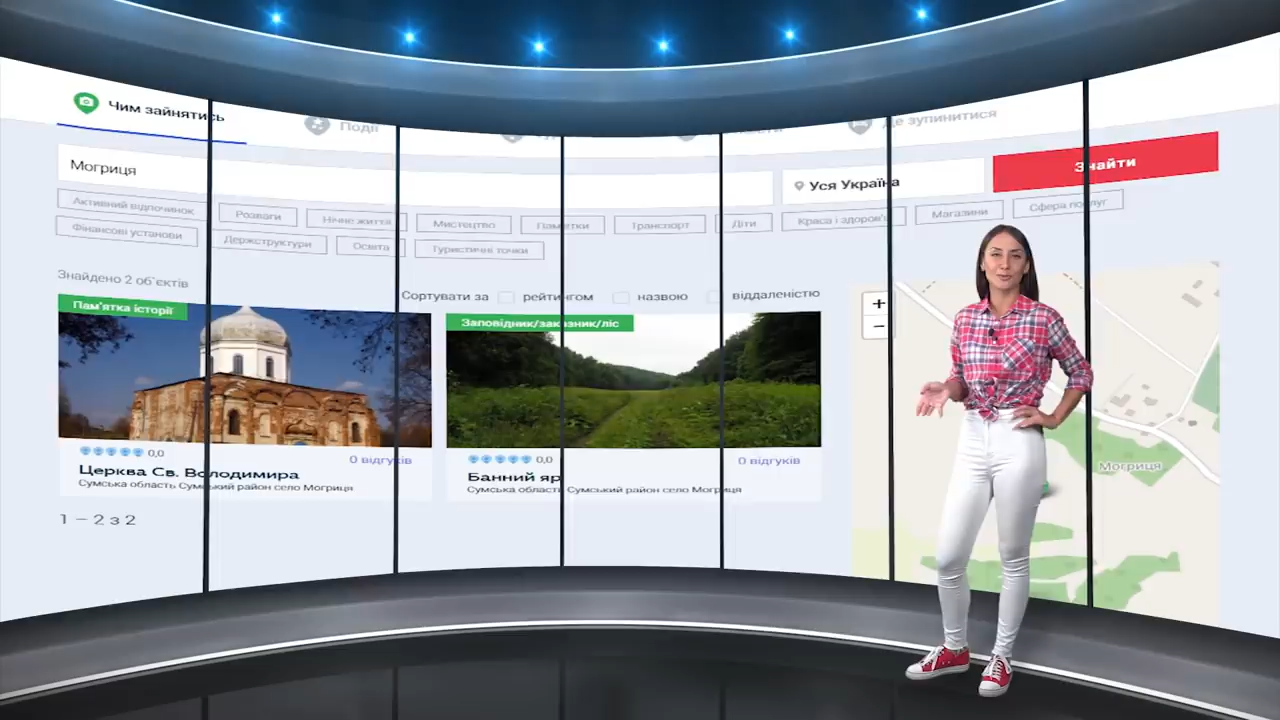 Чим зайнятись
Події
Де зупинитися
Могриця
Уся Україна
Знайти
Активний відпочинок
Розваги
Нічне життя
Мистецтво
Пам'ятки
Транспорт
Діти
Краса і здоров'я
Магазини
Сфера послуг
Фінансові установи
Держструктури
Освіта
Туристичні точки
Знайдено 2 об`єктів
Сортувати за
рейтингом
назвою
віддаленістю
Пам'ятка історії
Заповідник/заказник/ліс
+
−
0,0
0 відгуків
Церква Св. Володимира
Сумська область Сумський район село Могриця
0,0
0 відгуків
Банний яр
Сумська область Сумський район село Могриця
Могриця
1 – 2 з 2